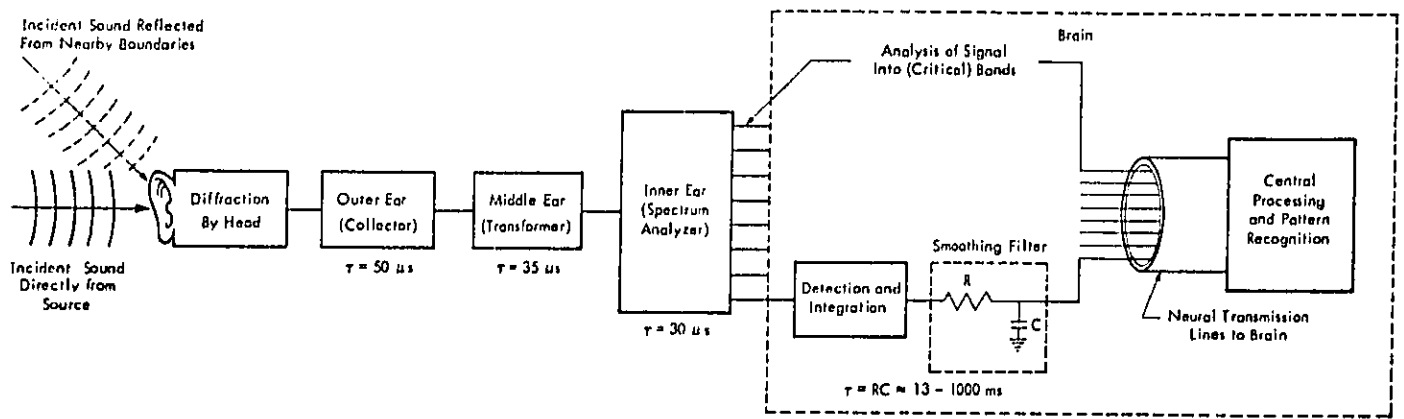 Incident Sound Reflected
From Nearby Boundaries
Incident Sound
Directly from
Source
Diffraction
By Head
Outer Ear
(Collector)
τ = 50 μs
Middle Ear
(Transformer)
τ = 35 μs
Inner Ear
(Spectrum
Analyzer)
τ = 30 μs
Brain
Analysis of Signal
Into (Critical) Bands
Detection and
Integration
Smoothing Filter
R
C
τ = RC ≈ 13 - 1000 ms
Neural Transmission
Lines to Brain
Central
Processing
and Pattern
Recognition